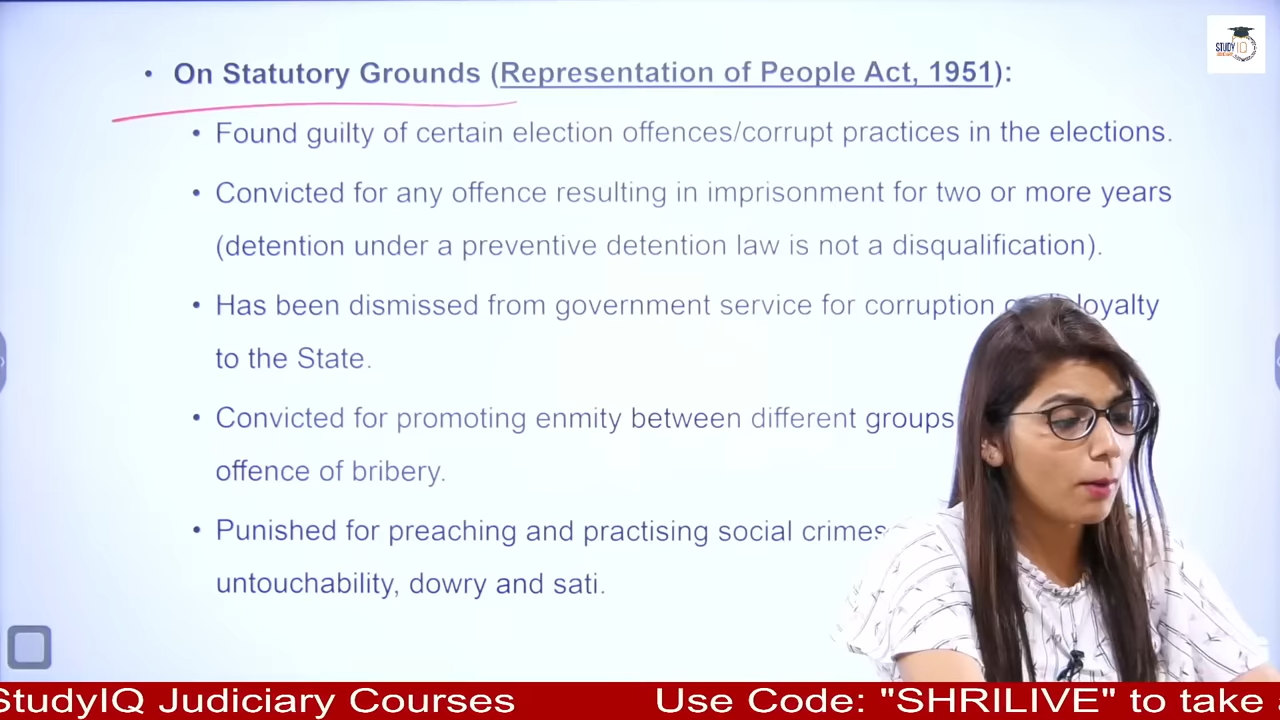 • On Statutory Grounds (Representation of People Act, 1951):
• Found guilty of certain election offences/corrupt practices in the elections.
• Convicted for any offence resulting in imprisonment for two or more years
(detention under a preventive detention law is not a disqualification).
• Has been dismissed from government service for corruption
to the State.
• Convicted for promoting enmity between different groups
offence of bribery.
• Punished for preaching and practising social crimes
untouchability, dowry and sati.
STUDY IQ
StudyIQ Judiciary Courses Use Code: "SHRILIVE" to take